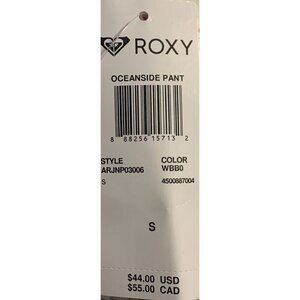 ROXY
OCEANSIDE PANT
8 88256 15713 2
STYLE COLOR
ARJNP03006 WBB0
S 4500887004
S
$44.00 USD
$55.00 CAD